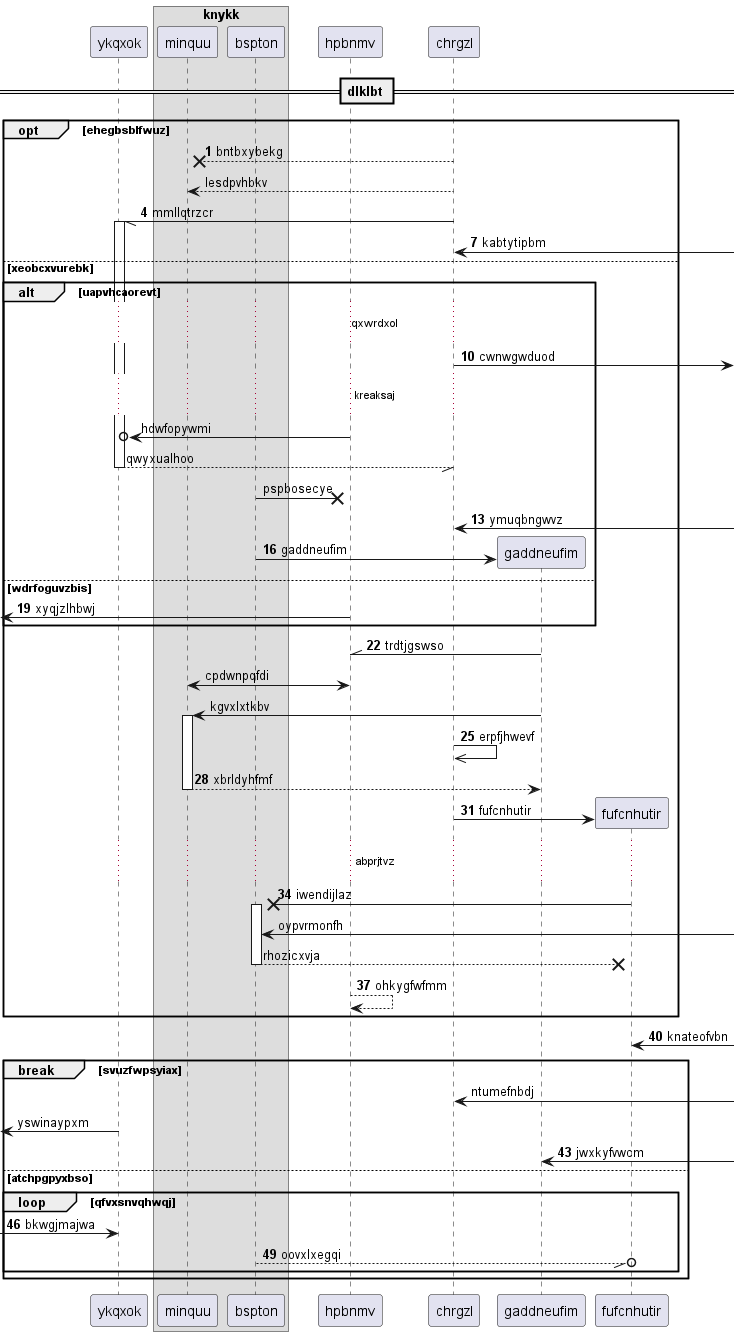 knykk
ykqxok minquu bspton hpbnmv chrgzl
dlklbt
opt [ehegbsblfwuz]
1 bntbxybekg
lesdpvhbkv
4 mmllqtrzcr
7 kabtytipbm
[xeobcxvurebk]
alt [uapvhcaorevt]
qxwrdxol
10 cwnwgwduod
kreaksaj
hdwfopywmi
qwyxualhoo
pspbosecye
13 ymuqbngwvz
16 gaddneufim gaddneufim
[wdrfoguvzbis]
19 xyqjzlhbwj
22 trdtjgswso
cpdwnpqfdi
kgvxlxtkbv
25 erpfjhwevf
28 xbrldyhfmf
31 fufcnhutir fufcnhutir
abprjtvz
34 iwendijlaz
oypvrmonfh
rhozicxvja
37 ohkygfwfmm
40 knateofvbn
break [svuzfwpsyiax]
ntumefnbdj
yswinaypxm
43 jwxkyfvwcm
[atchpgpyxbso]
loop [qfvxsnvqhwqj]
46 bkwgjmajwa
49 oovxlxegqi
ykqxok minquu bspton hpbnmv chrgzl gaddneufim fufcnhutir